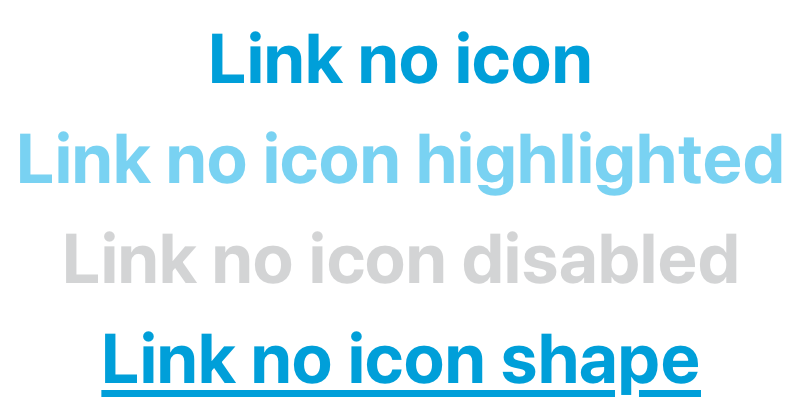 Link no icon
Link no icon highlighted
Link no icon disabled
Link no icon shape